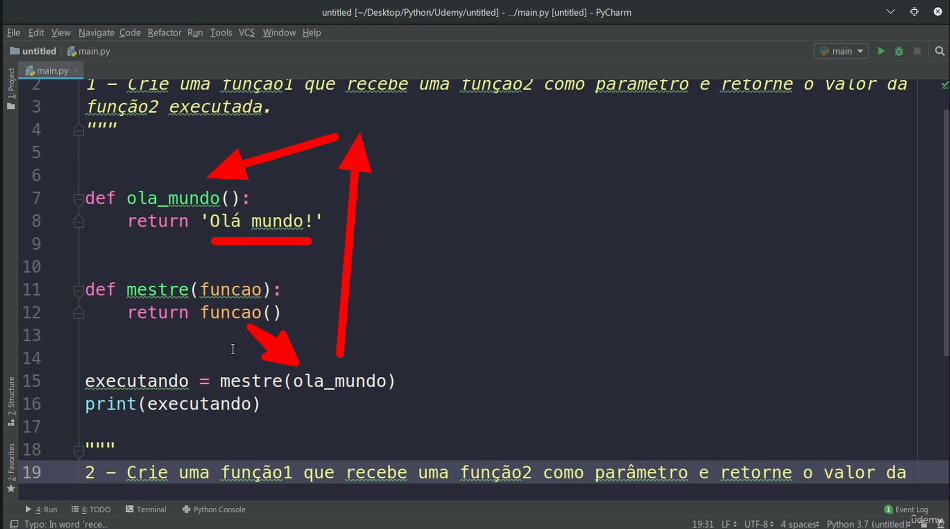 untitled [~/Desktop/Python/Udemy/untitled] - .../main.py [untitled] - PyCharm
File Edit View Navigate Code Refactor Run Tools VCS Window Help
untitled main.py main
main.py
1: Project
2 1 - Crie uma função1 que recebe uma função2 como parâmetro e retorne o valor da
3 função2 executada.
4 """
5
6
7 def ola_mundo():
8 return 'Olá mundo!'
9
10
11 def mestre(funcao):
12 return funcao()
13
14
15 executando = mestre(ola_mundo)
16 print(executando)
17
18 """
19 2 - Crie uma função1 que recebe uma função2 como parâmetro e retorne o valor da
7: Structure
2: Favorites
4: Run 6: TODO Terminal Python Console 1 Event Log
Typo: In word 'rece... 19:31 LF UTF-8 4 spaces Python 3.7 (untitled)
udemy